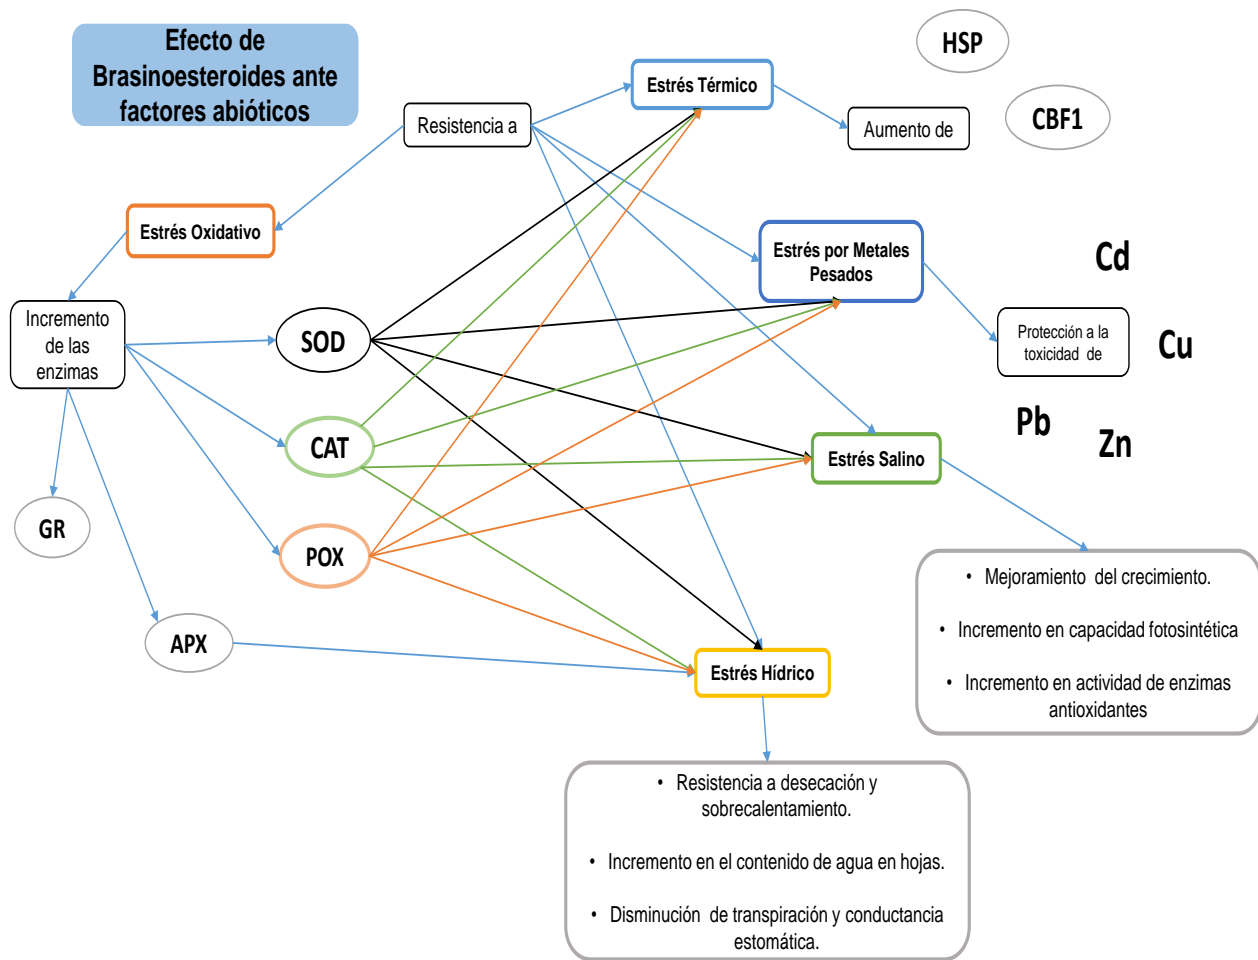 Efecto de
Brasinoesteroides ante
factores abióticos
HSP
Estrés Térmico
CBF1
Resistencia a
Aumento de
Estrés Oxidativo
Estrés por Metales
Pesados
Cd
Incremento
de las
enzimas
SOD
Protección a la
toxicidad de
Cu
Pb
Zn
CAT
Estrés Salino
GR
POX
• Mejoramiento del crecimiento.
• Incremento en capacidad fotosintética
• Incremento en actividad de enzimas
antioxidantes
APX
Estrés Hídrico
• Resistencia a desecación y
sobrecalentamiento.
• Incremento en el contenido de agua en hojas.
• Disminución de transpiración y conductancia
estomática.